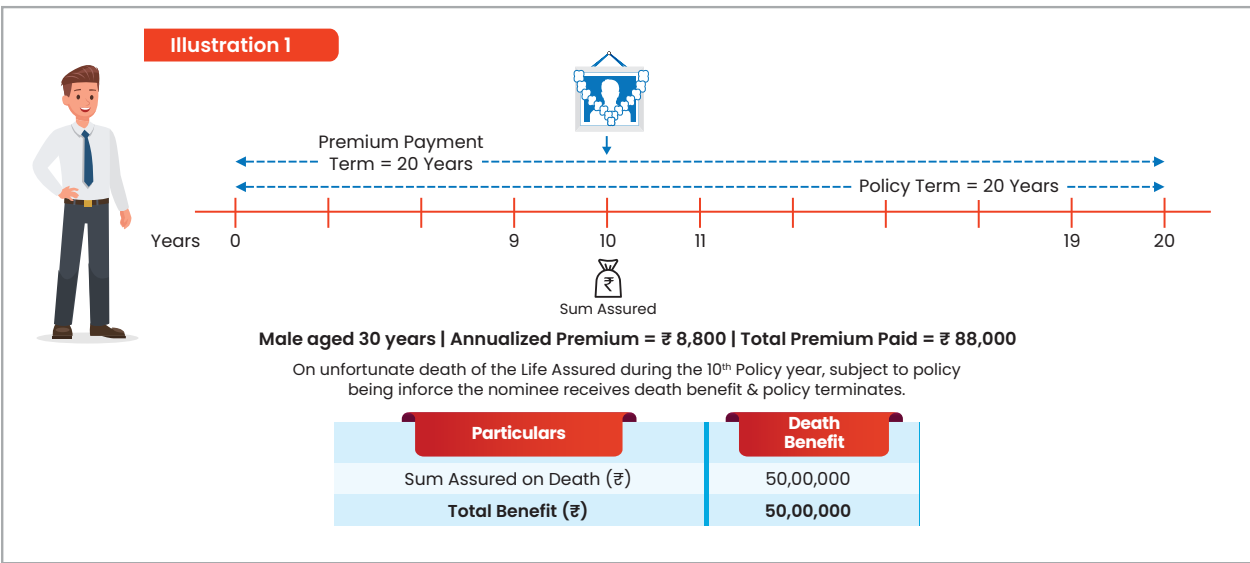 Illustration 1
Premium Payment
Term = 20 Years
Policy Term = 20 Years
Years 0 9 10 11 19 20
₹
Sum Assured
Male aged 30 years | Annualized Premium = ₹ 8,800 | Total Premium Paid = ₹ 88,000
On unfortunate death of the Life Assured during the 10th Policy year, subject to policy
being inforce the nominee receives death benefit & policy terminates.
Particulars Death
Benefit
Sum Assured on Death (₹) 50,00,000
Total Benefit (₹) 50,00,000